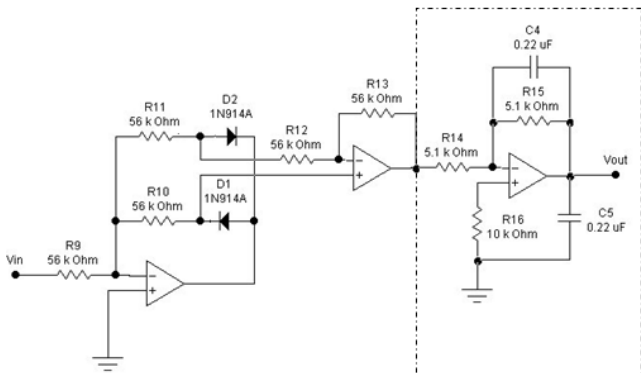 C4
0.22 uF
R13
56 k Ohm
R15
5.1 k Ohm
D2
1N914A
R11
56 k Ohm
R12
56 k Ohm
R14
5.1 k Ohm
Vout
D1
1N914A
R10
56 k Ohm
C5
0.22 uF
R16
10 k Ohm
R9
56 k Ohm
Vin